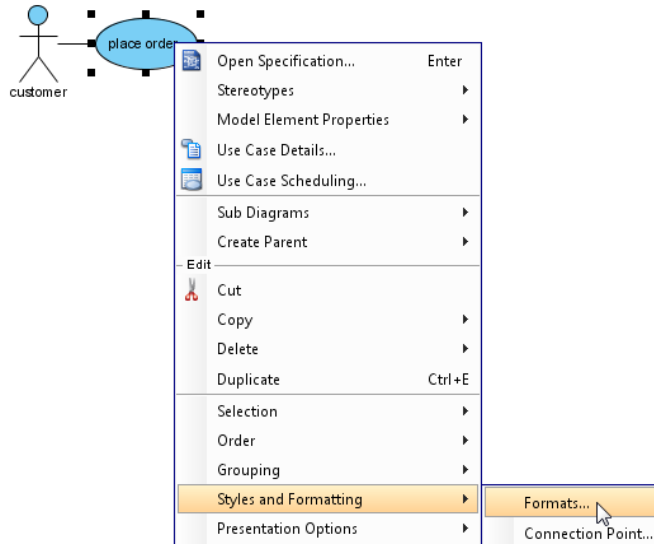 place order
customer
Open Specification... Enter
Stereotypes
Model Element Properties
Use Case Details...
Use Case Scheduling...
Sub Diagrams
Create Parent
Edit
Cut
Copy
Delete
Duplicate Ctrl+E
Selection
Order
Grouping
Styles and Formatting
Formats...
Presentation Options
Connection Point...